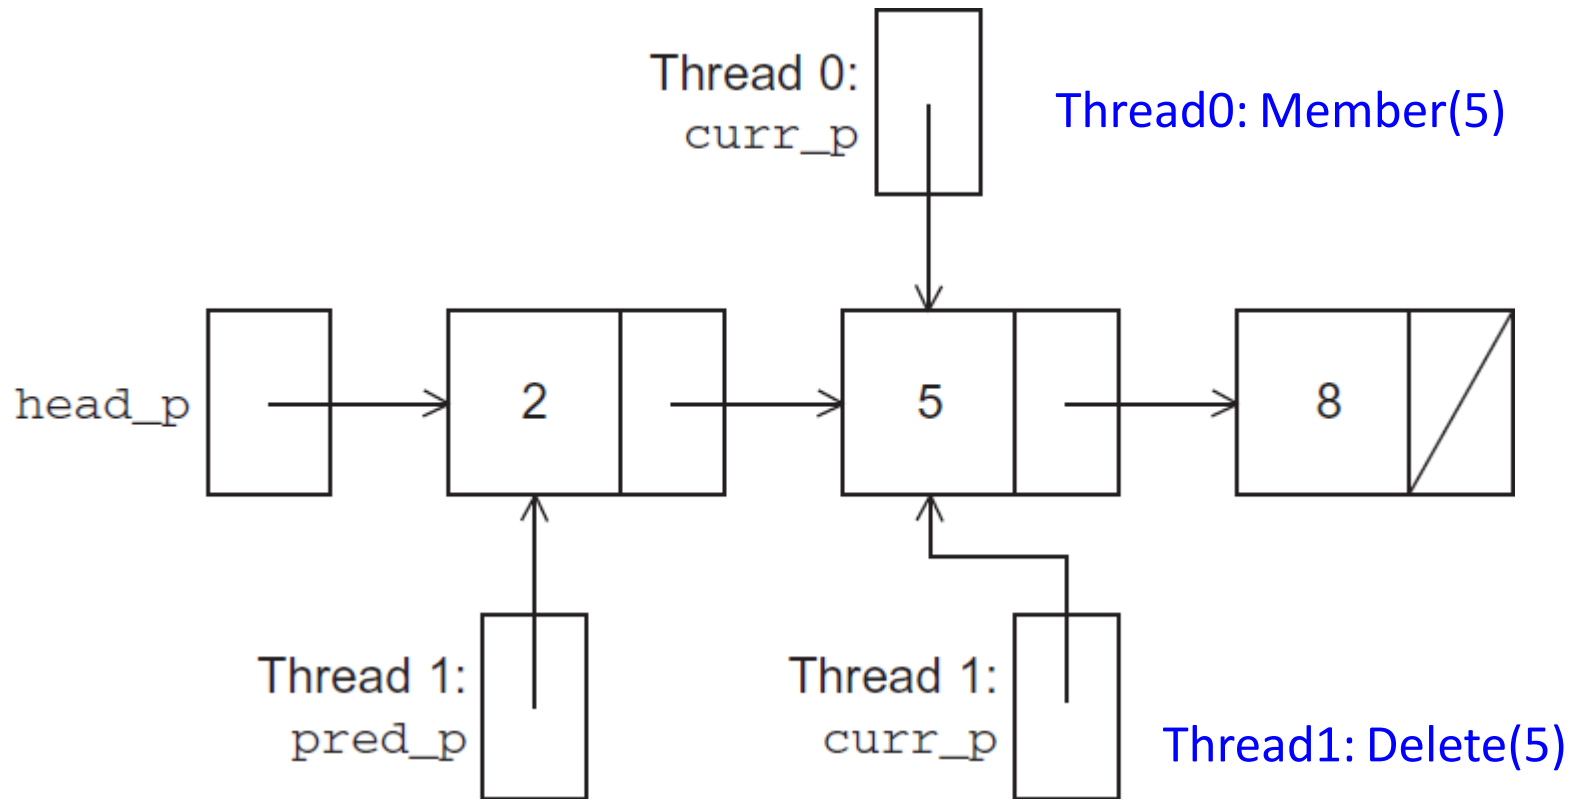 Thread 0:
curr_p
Thread0: Member(5)
head_p
2
5
8
Thread 1:
pred_p
Thread 1:
curr_p
Thread1: Delete(5)